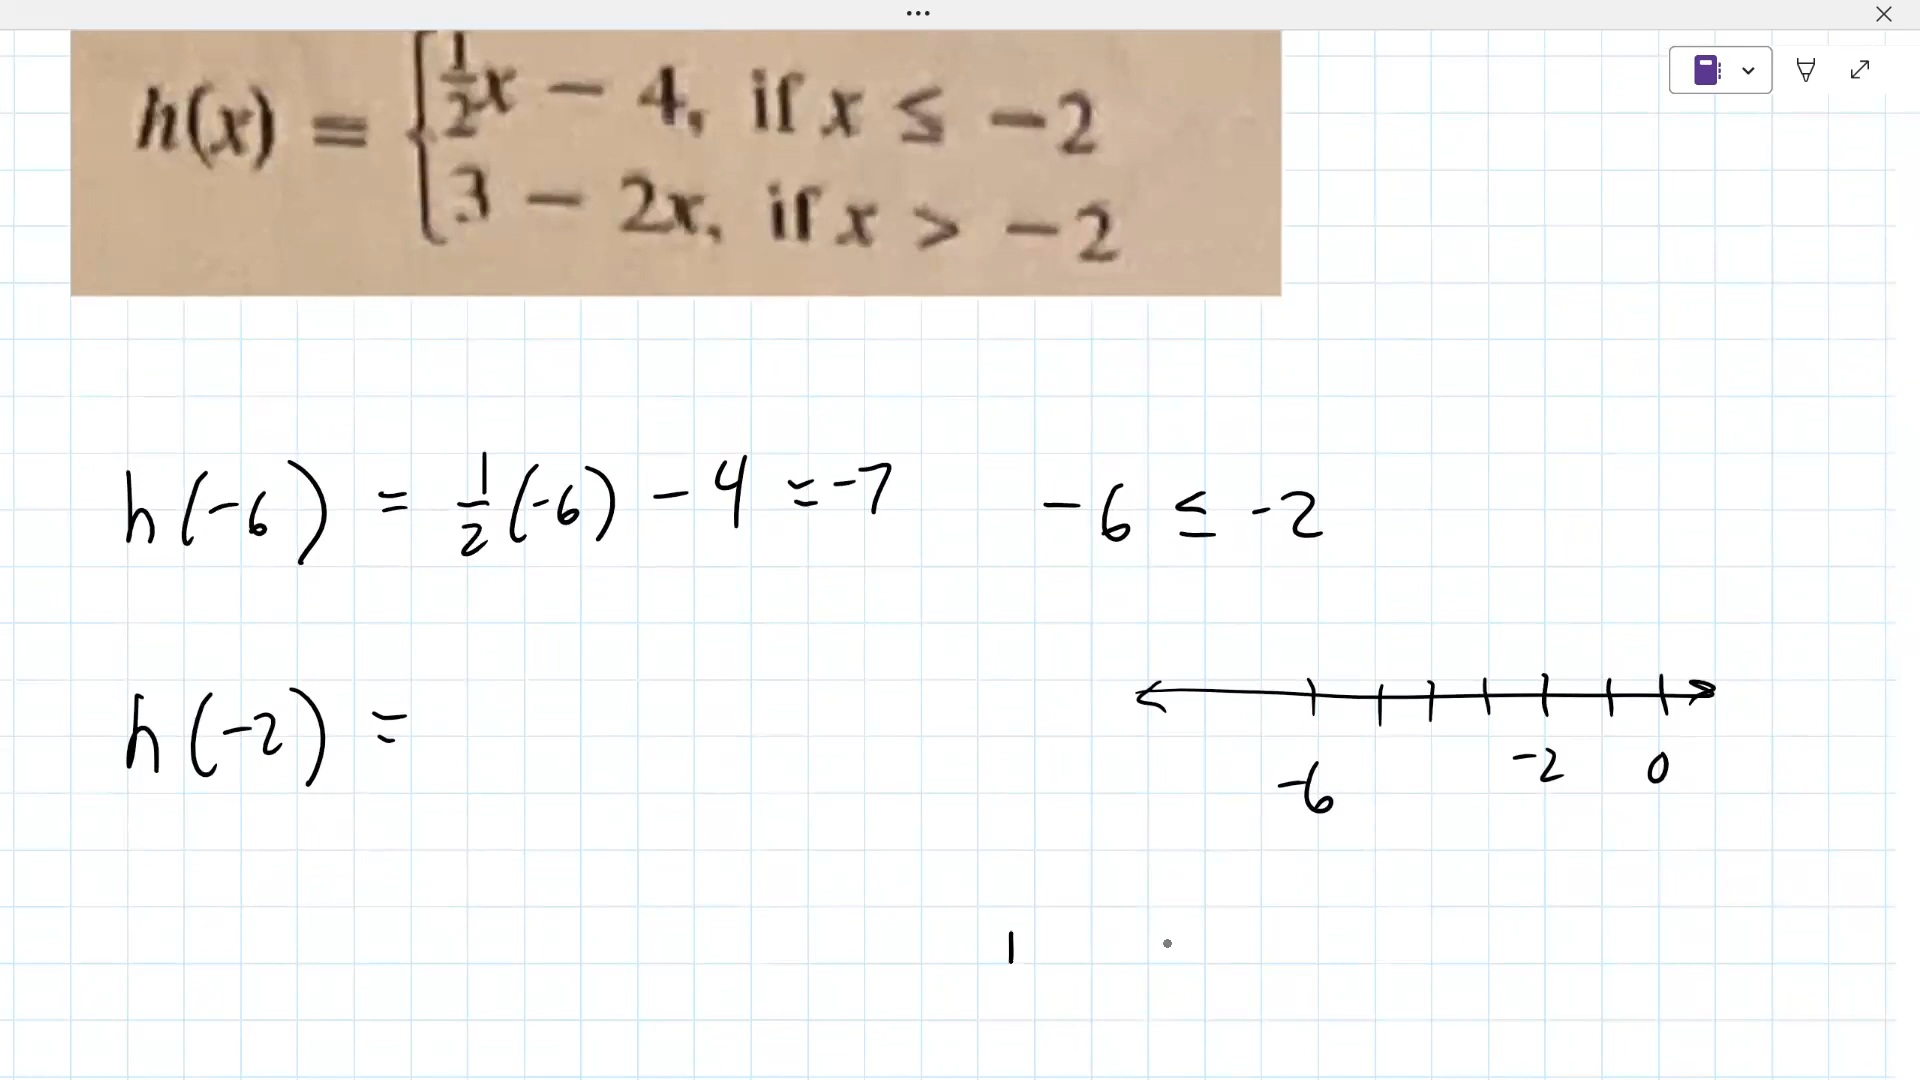 h(x) = { 1/2 x − 4, if x ≤ −2
3 − 2x, if x > −2
h(-6) = 1/2 (-6) - 4 = -7
-6 ≤ -2
h(-2) =
-6 -2 0
1